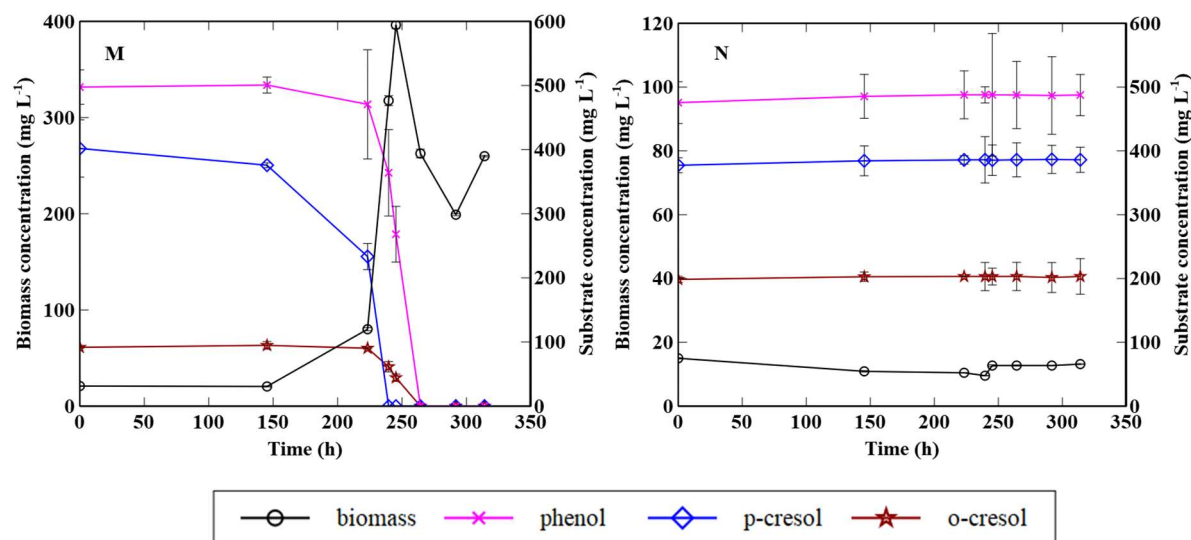 M
400
300
200
100
0
Biomass concentration (mg L-1)
600
500
400
300
200
100
0
Substrate concentration (mg L-1)
0 50 100 150 200 250 300 350
Time (h)
N
120
100
80
60
40
20
0
Biomass concentration (mg L-1)
600
500
400
300
200
100
0
Substrate concentration (mg L-1)
0 50 100 150 200 250 300 350
Time (h)
biomass phenol p-cresol o-cresol